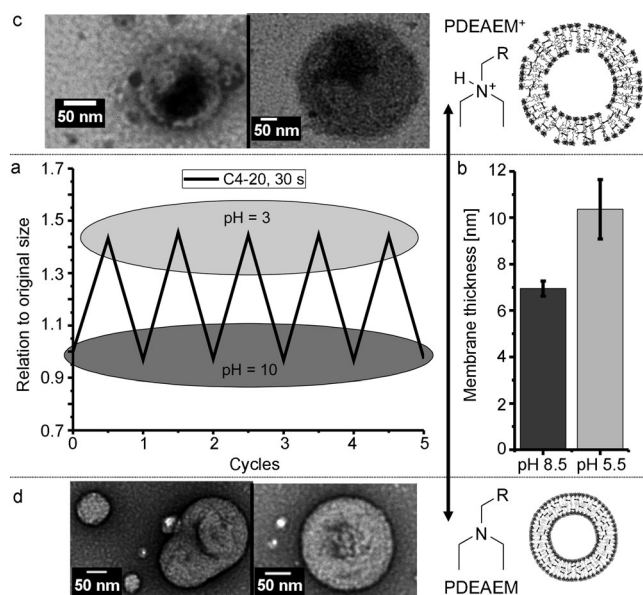 c
50 nm
50 nm
PDEAEM+
R
H
N+
a
1.7
1.5
1.3
1.1
0.9
0.7
Relation to original size
C4-20, 30 s
pH = 3
pH = 10
0 1 2 3 4 5
Cycles
b
12
10
8
6
4
2
0
Membrane thickness [nm]
pH 8.5 pH 5.5
d
50 nm
50 nm
R
N
PDEAEM